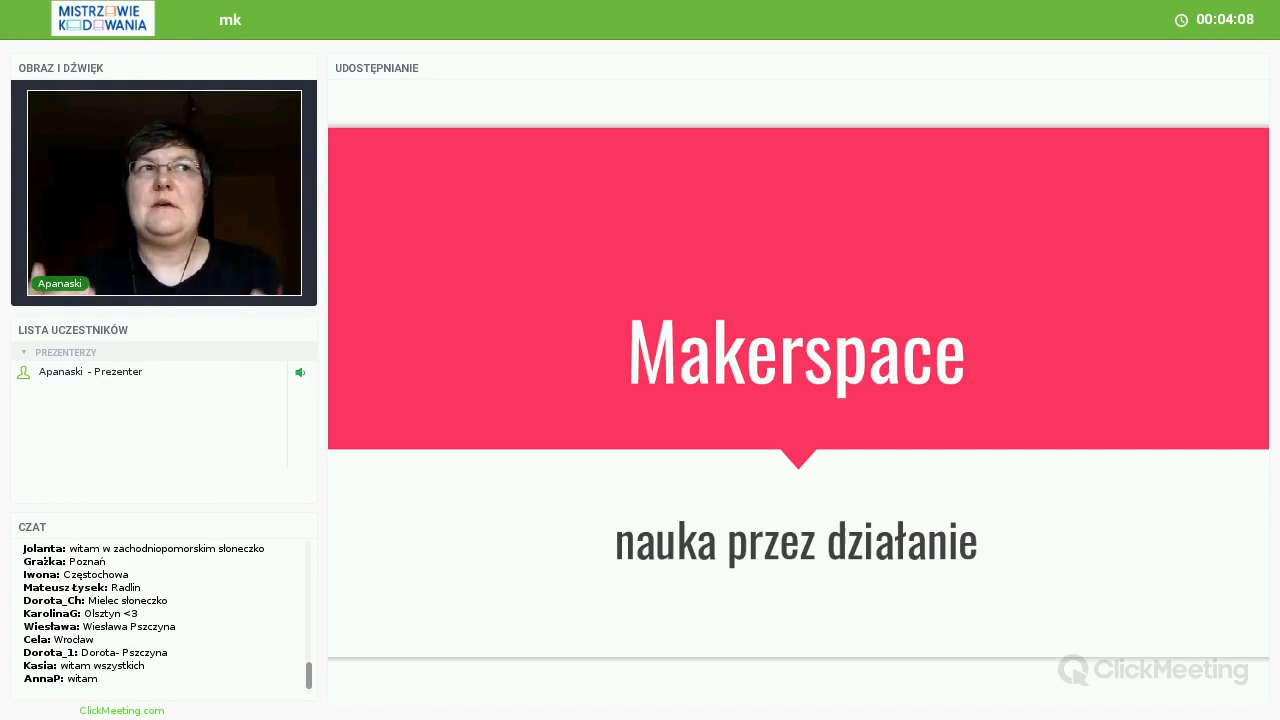 MISTRZOWIE
KODOWANIA
mk
00:04:08
OBRAZ I DŹWIĘK
Apanaski
LISTA UCZESTNIKÓW
PREZENTERZY
Apanaski - Prezenter
CZAT
Jolanta: witam w zachodniopomorskim słoneczko
Grażka: Poznań
Iwona: Częstochowa
Mateusz Łysek: Radlin
Dorota_Ch: Mielec słoneczko
KarolinaG: Olsztyn <3
Wiesława: Wiesława Pszczyna
Cela: Wrocław
Dorota_1: Dorota- Pszczyna
Kasia: witam wszystkich
AnnaP: witam
ClickMeeting.com
UDOSTĘPNIANIE
Makerspace
nauka przez działanie
ClickMeeting